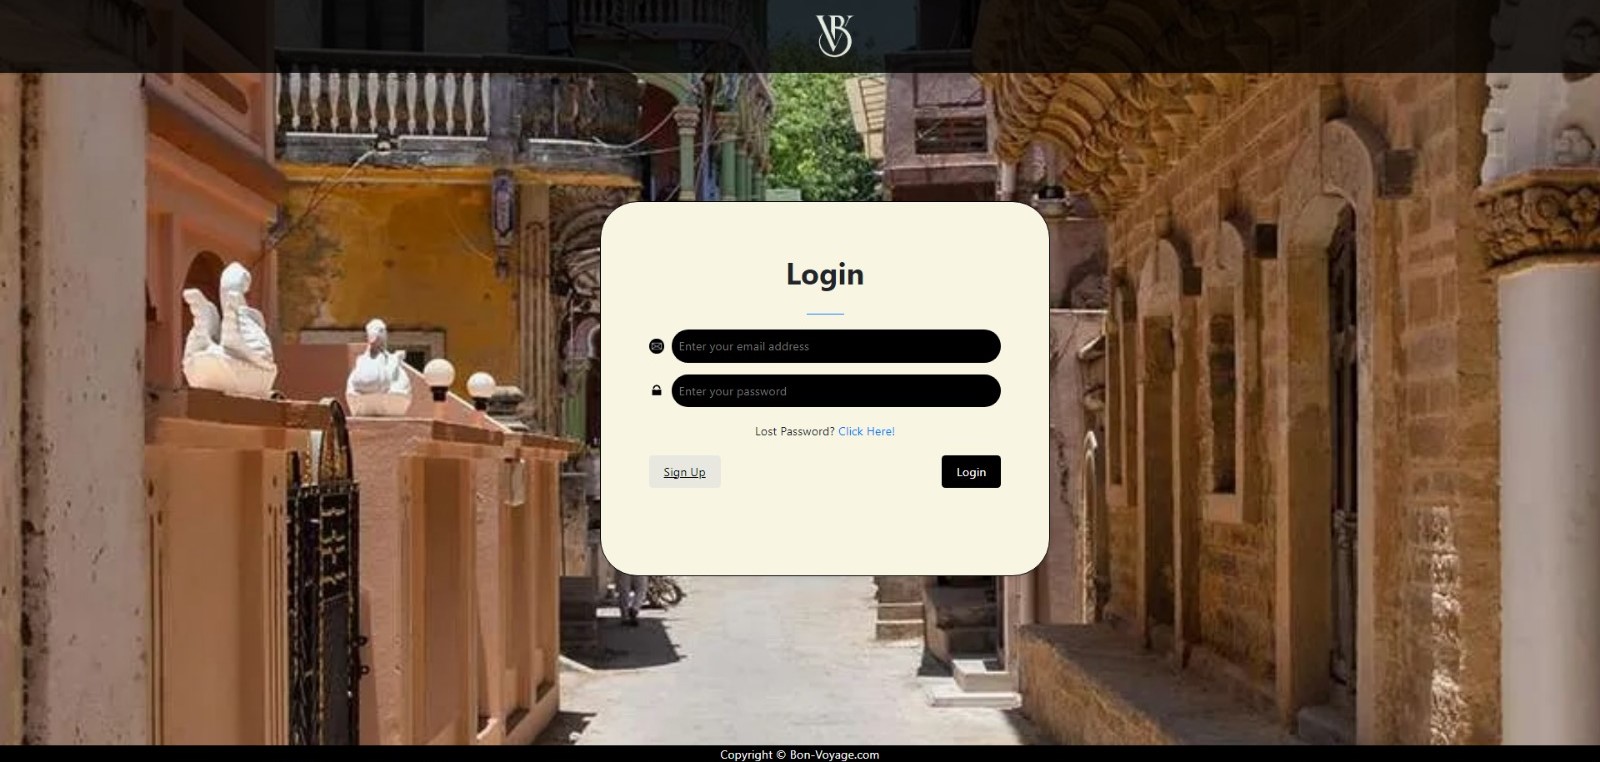 VB
Login
Enter your email address
Enter your password
Lost Password? Click Here!
Sign Up
Login
Copyright © Bon-Voyage.com